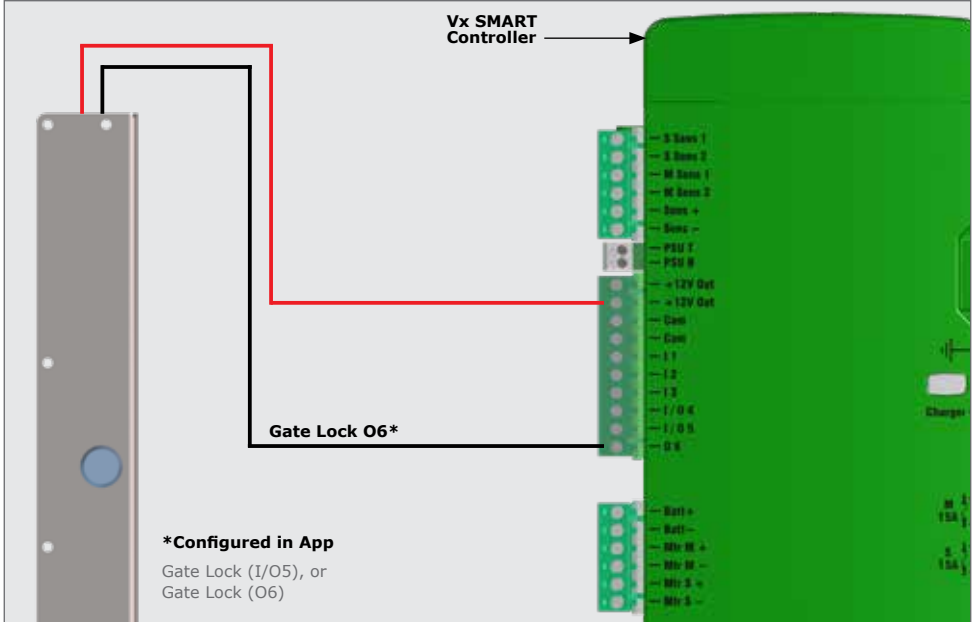 Vx SMART
Controller
S Sens 1
S Sens 2
M Sens 1
M Sens 2
Sens +
Sens –
PSU T
PSU N
+12V Out
+12V Out
Com
Com
I 1
I 2
I 3
I/O 4
I/O 5
O 6
Charger
Gate Lock O6*
Batt+
Batt–
Mtr M +
Mtr M –
Mtr S +
Mtr S –
M
15A
S
15A
*Configured in App
Gate Lock (I/O5), or
Gate Lock (O6)